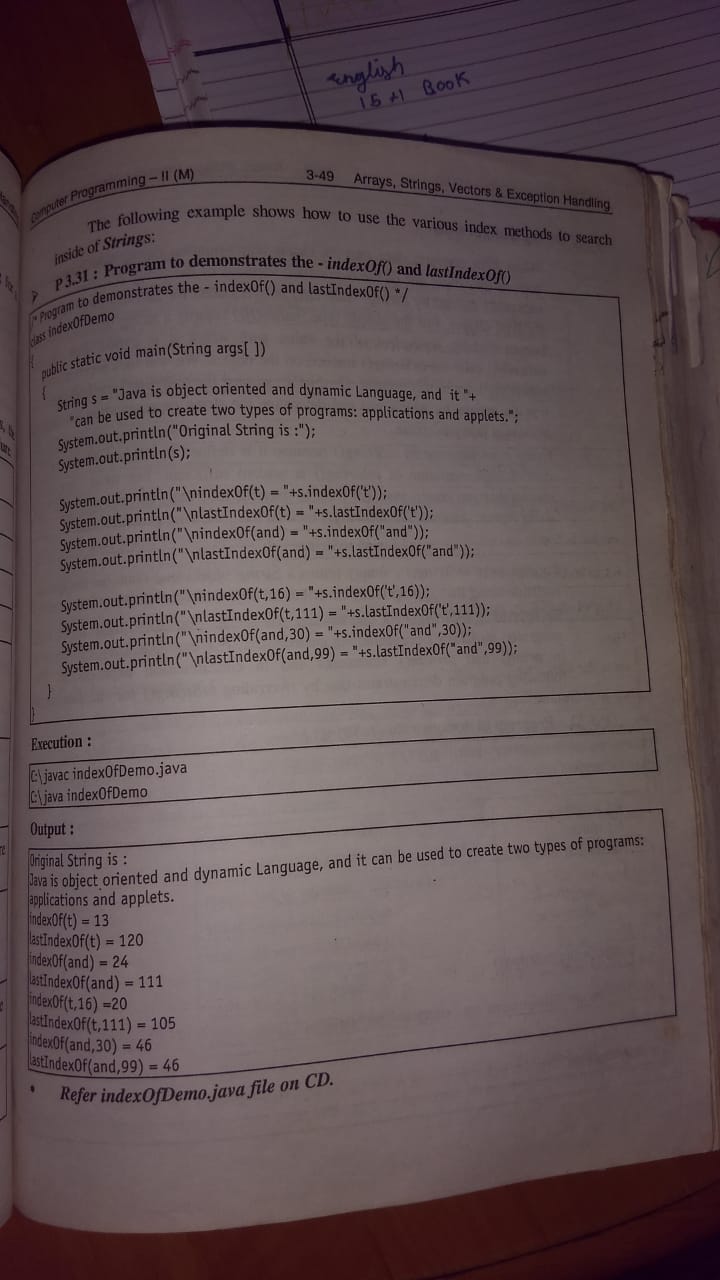 English
15 +1 Book
Computer Programming – II (M) 3-49 Arrays, Strings, Vectors & Exception Handling
The following example shows how to use the various index methods to search
inside of Strings:
P 3.31 : Program to demonstrates the - indexOf() and lastIndexOf()
/* Program to demonstrates the - indexOf() and lastIndexOf() */
class indexOfDemo
{
public static void main(String args[ ])
{
String s = "Java is object oriented and dynamic Language, and it "+
"can be used to create two types of programs: applications and applets.";
System.out.println("Original String is :");
System.out.println(s);
System.out.println("\nindexOf(t) = "+s.indexOf('t'));
System.out.println("\nlastIndexOf(t) = "+s.lastIndexOf('t'));
System.out.println("\nindexOf(and) = "+s.indexOf("and"));
System.out.println("\nlastIndexOf(and) = "+s.lastIndexOf("and"));
System.out.println("\nindexOf(t,16) = "+s.indexOf('t',16));
System.out.println("\nlastIndexOf(t,111) = "+s.lastIndexOf('t',111));
System.out.println("\nindexOf(and,30) = "+s.indexOf("and",30));
System.out.println("\nlastIndexOf(and,99) = "+s.lastIndexOf("and",99));
}
}
Execution :
C:\javac indexOfDemo.java
C:\java indexOfDemo
Output :
Original String is :
Java is object oriented and dynamic Language, and it can be used to create two types of programs:
applications and applets.
indexOf(t) = 13
lastIndexOf(t) = 120
indexOf(and) = 24
lastIndexOf(and) = 111
indexOf(t,16) =20
lastIndexOf(t,111) = 105
indexOf(and,30) = 46
lastIndexOf(and,99) = 46
• Refer indexOfDemo.java file on CD.